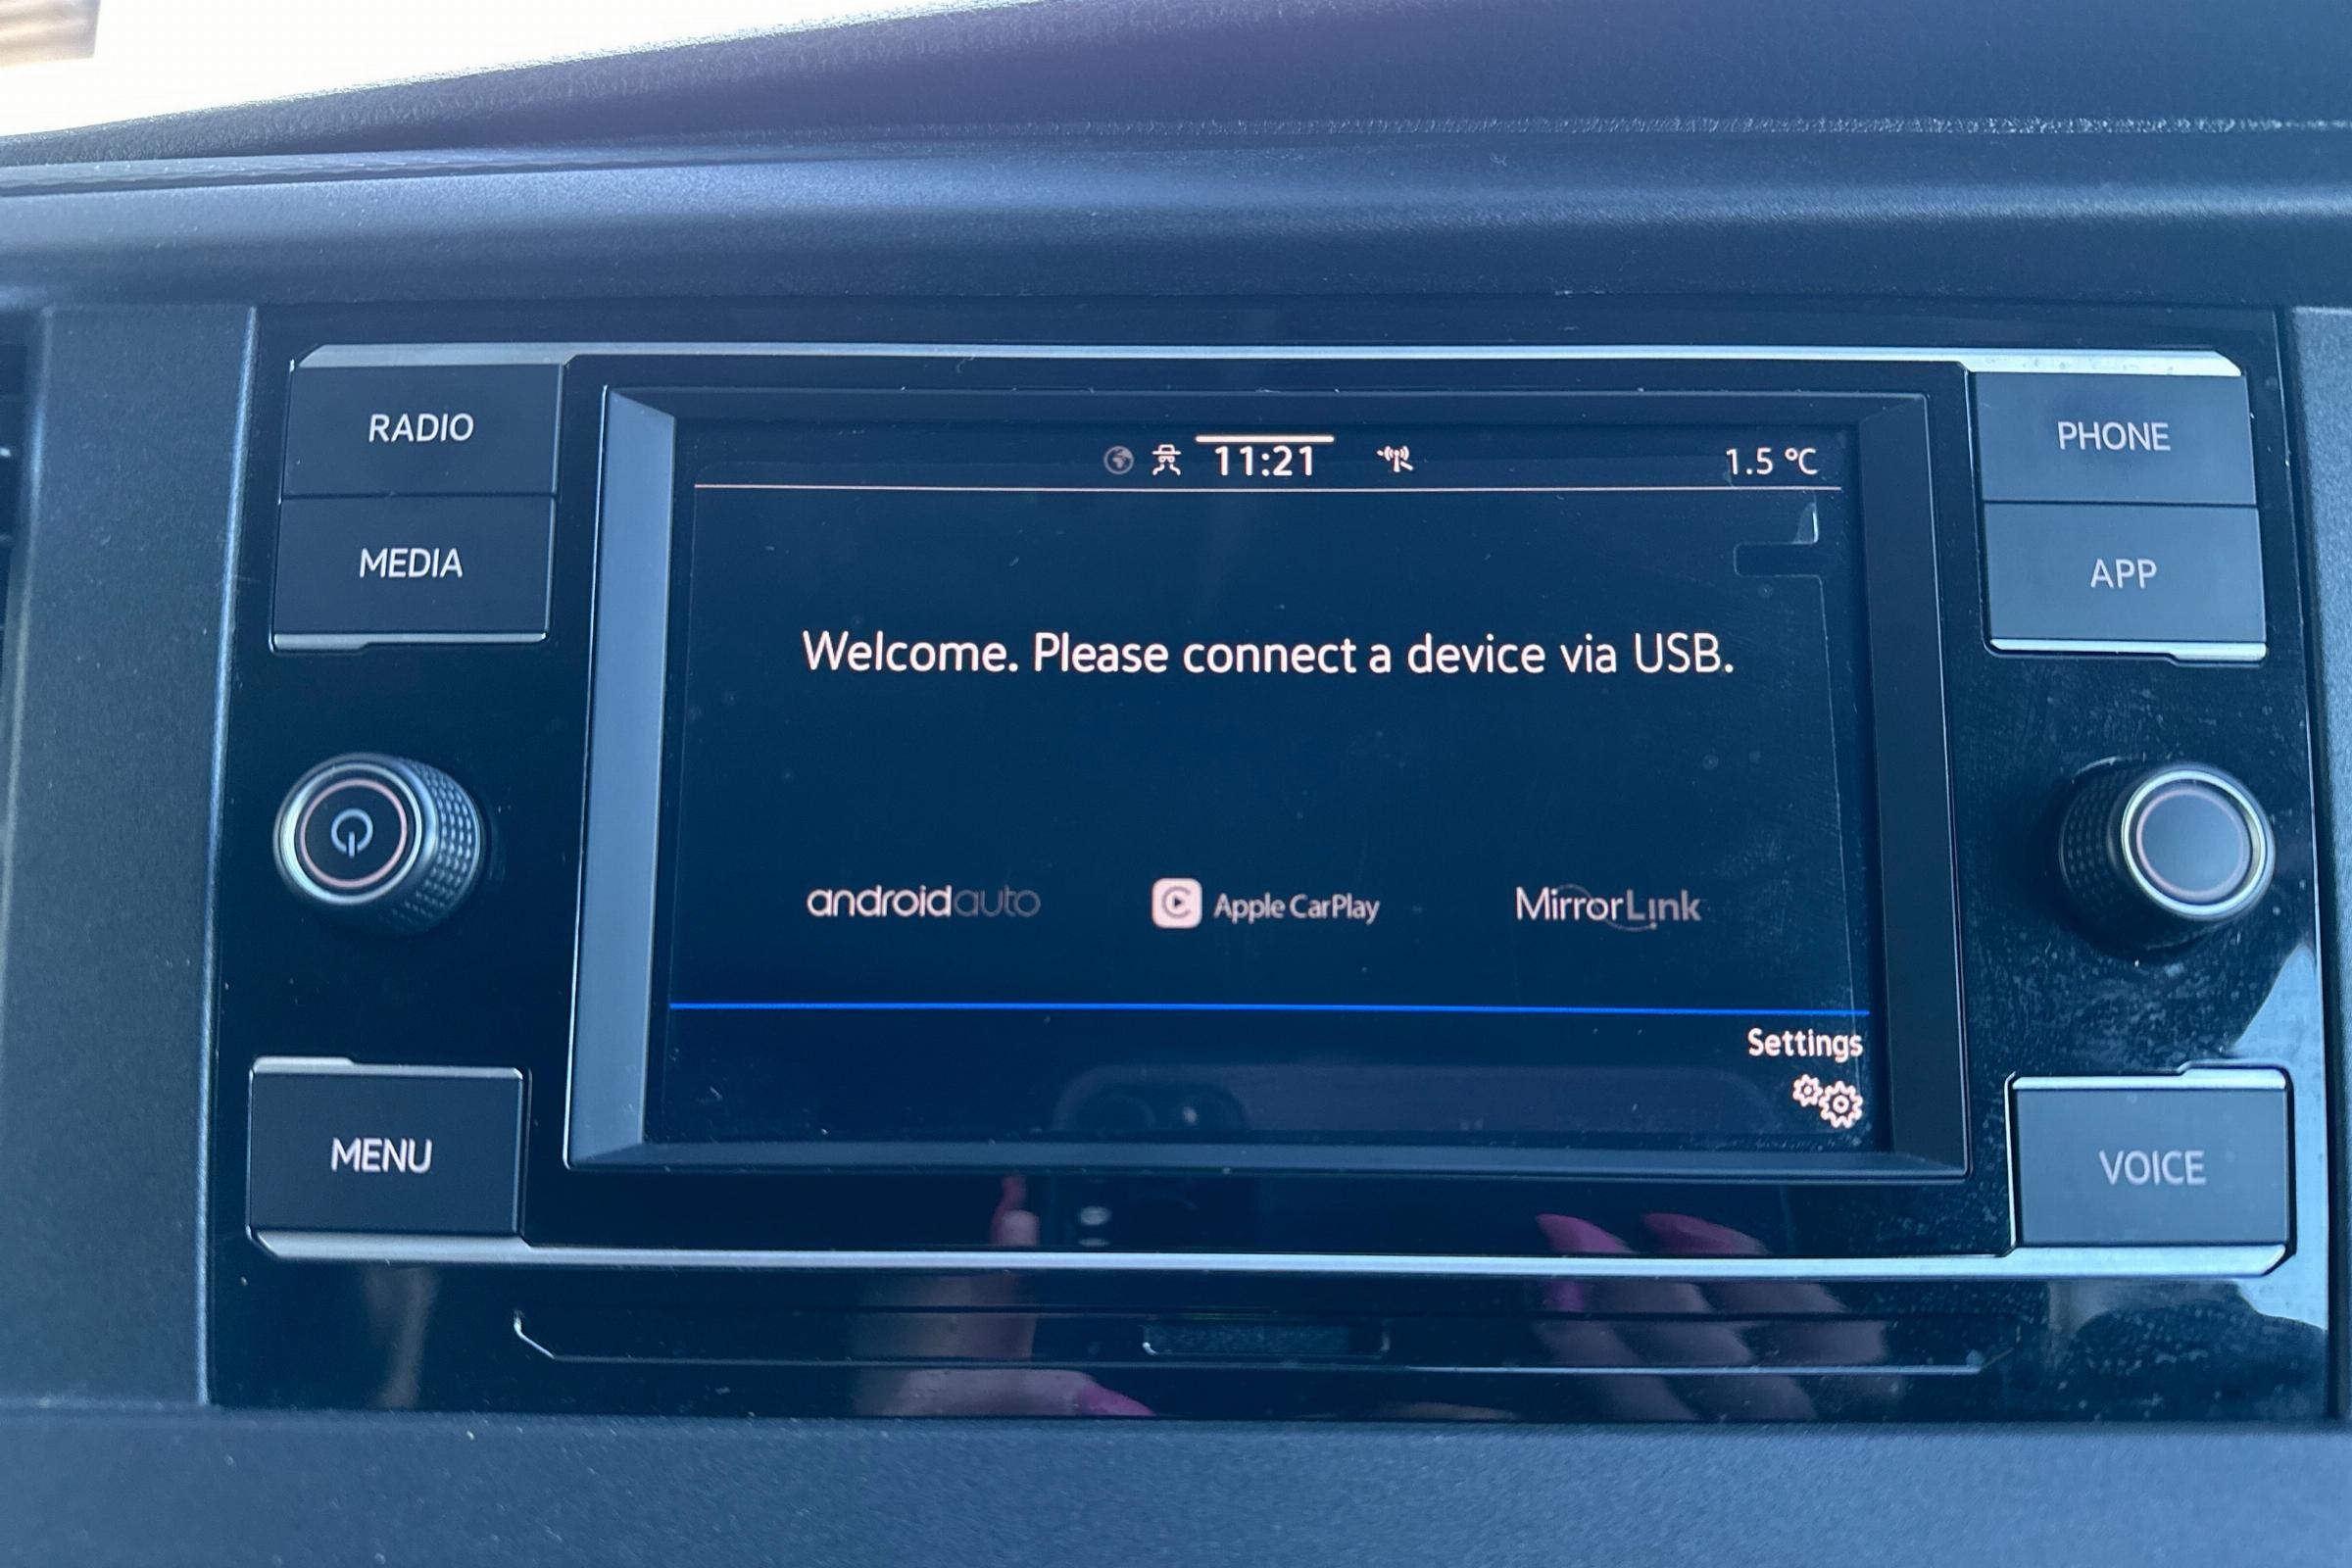 RADIO
MEDIA
MENU
11:21
1.5 °C
Welcome. Please connect a device via USB.
androidauto
Apple CarPlay
MirrorLink
Settings
PHONE
APP
VOICE